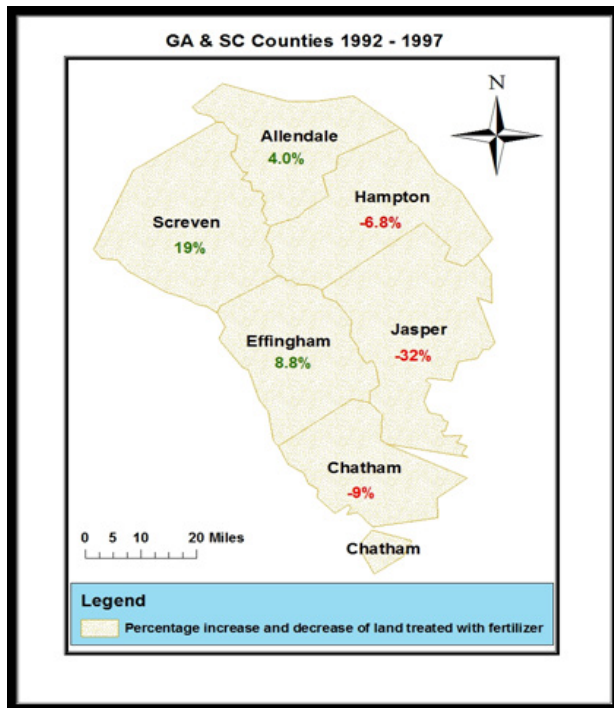 GA & SC Counties 1992 - 1997
N
Allendale
4.0%
Hampton
-6.8%
Screven
19%
Jasper
-32%
Effingham
8.8%
Chatham
-9%
0 5 10 20 Miles
Chatham
Legend
Percentage increase and decrease of land treated with fertilizer